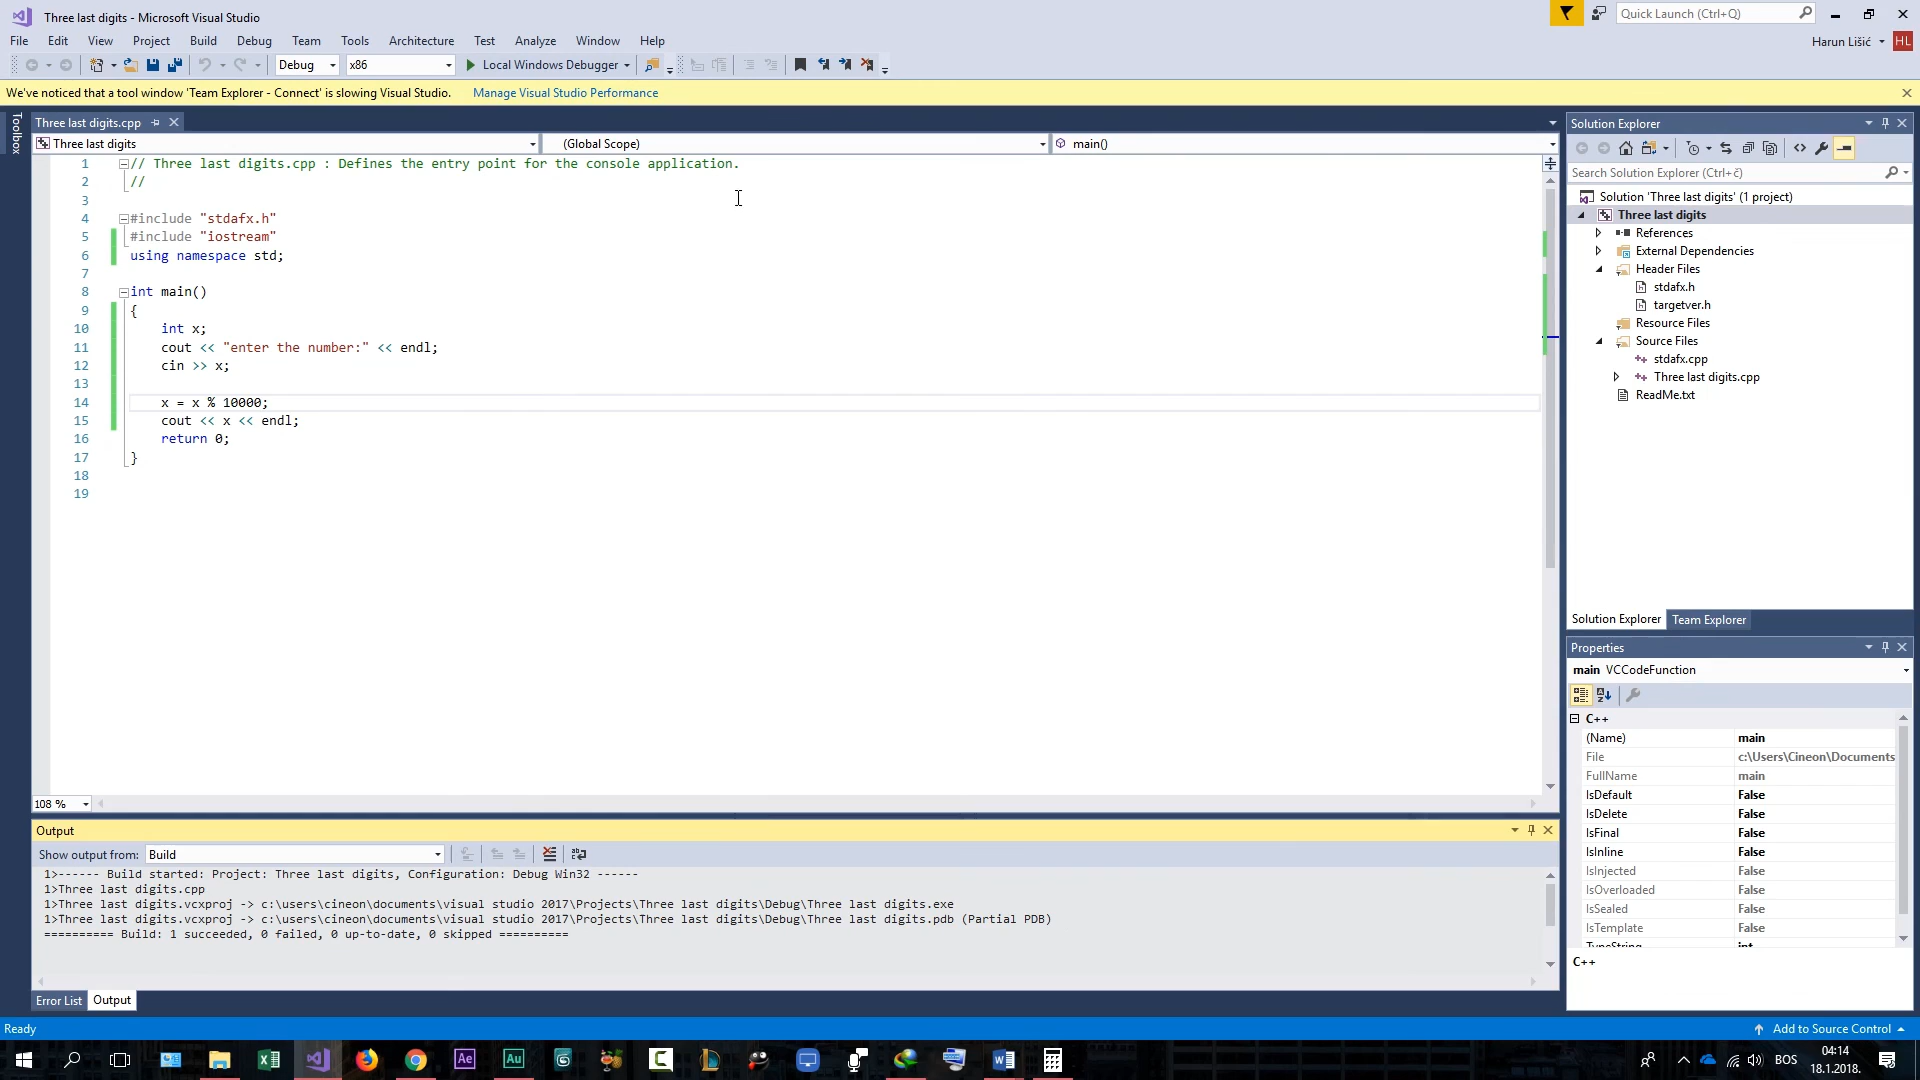 Three last digits - Microsoft Visual Studio
Quick Launch (Ctrl+Q)
File Edit View Project Build Debug Team Tools Architecture Test Analyze Window Help
Harun Lišić HL
Debug x86 Local Windows Debugger
We've noticed that a tool window 'Team Explorer - Connect' is slowing Visual Studio. Manage Visual Studio Performance
Toolbox
Three last digits.cpp
Three last digits (Global Scope) main()
1 // Three last digits.cpp : Defines the entry point for the console application.
2 //
3
4 #include "stdafx.h"
5 #include "iostream"
6 using namespace std;
7
8 int main()
9 {
10 int x;
11 cout << "enter the number:" << endl;
12 cin >> x;
13
14 x = x % 10000;
15 cout << x << endl;
16 return 0;
17 }
18
19
108 %
Output
Show output from: Build
1>------ Build started: Project: Three last digits, Configuration: Debug Win32 ------
1>Three last digits.cpp
1>Three last digits.vcxproj -> c:\users\cineon\documents\visual studio 2017\Projects\Three last digits\Debug\Three last digits.exe
1>Three last digits.vcxproj -> c:\users\cineon\documents\visual studio 2017\Projects\Three last digits\Debug\Three last digits.pdb (Partial PDB)
========== Build: 1 succeeded, 0 failed, 0 up-to-date, 0 skipped ==========
Error List Output
Solution Explorer
Search Solution Explorer (Ctrl+č)
Solution 'Three last digits' (1 project)
Three last digits
References
External Dependencies
Header Files
stdafx.h
targetver.h
Resource Files
Source Files
stdafx.cpp
Three last digits.cpp
ReadMe.txt
Solution Explorer Team Explorer
Properties
main VCCodeFunction
C++
(Name) main
File c:\Users\Cineon\Documents
FullName main
IsDefault False
IsDelete False
IsFinal False
IsInline False
IsInjected False
IsOverloaded False
IsSealed False
IsTemplate False
TypeString int
C++
Ready
Add to Source Control
Ae Au
BOS
04:14
18.1.2018.